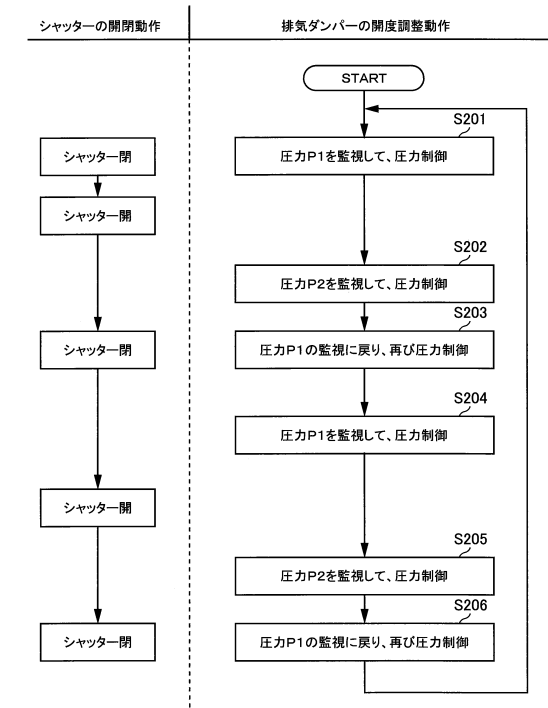 シャッターの開閉動作
排気ダンパーの開度調整動作
START
S201
シャッター閉
圧力P1を監視して、圧力制御
シャッター開
S202
圧力P2を監視して、圧力制御
S203
シャッター閉
圧力P1の監視に戻り、再び圧力制御
S204
圧力P1を監視して、圧力制御
シャッター開
S205
圧力P2を監視して、圧力制御
S206
シャッター閉
圧力P1の監視に戻り、再び圧力制御